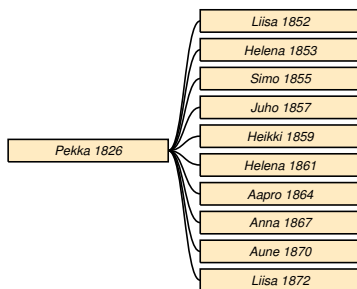 Liisa 1852
Helena 1853
Simo 1855
Juho 1857
Heikki 1859
Pekka 1826
Helena 1861
Aapro 1864
Anna 1867
Aune 1870
Liisa 1872